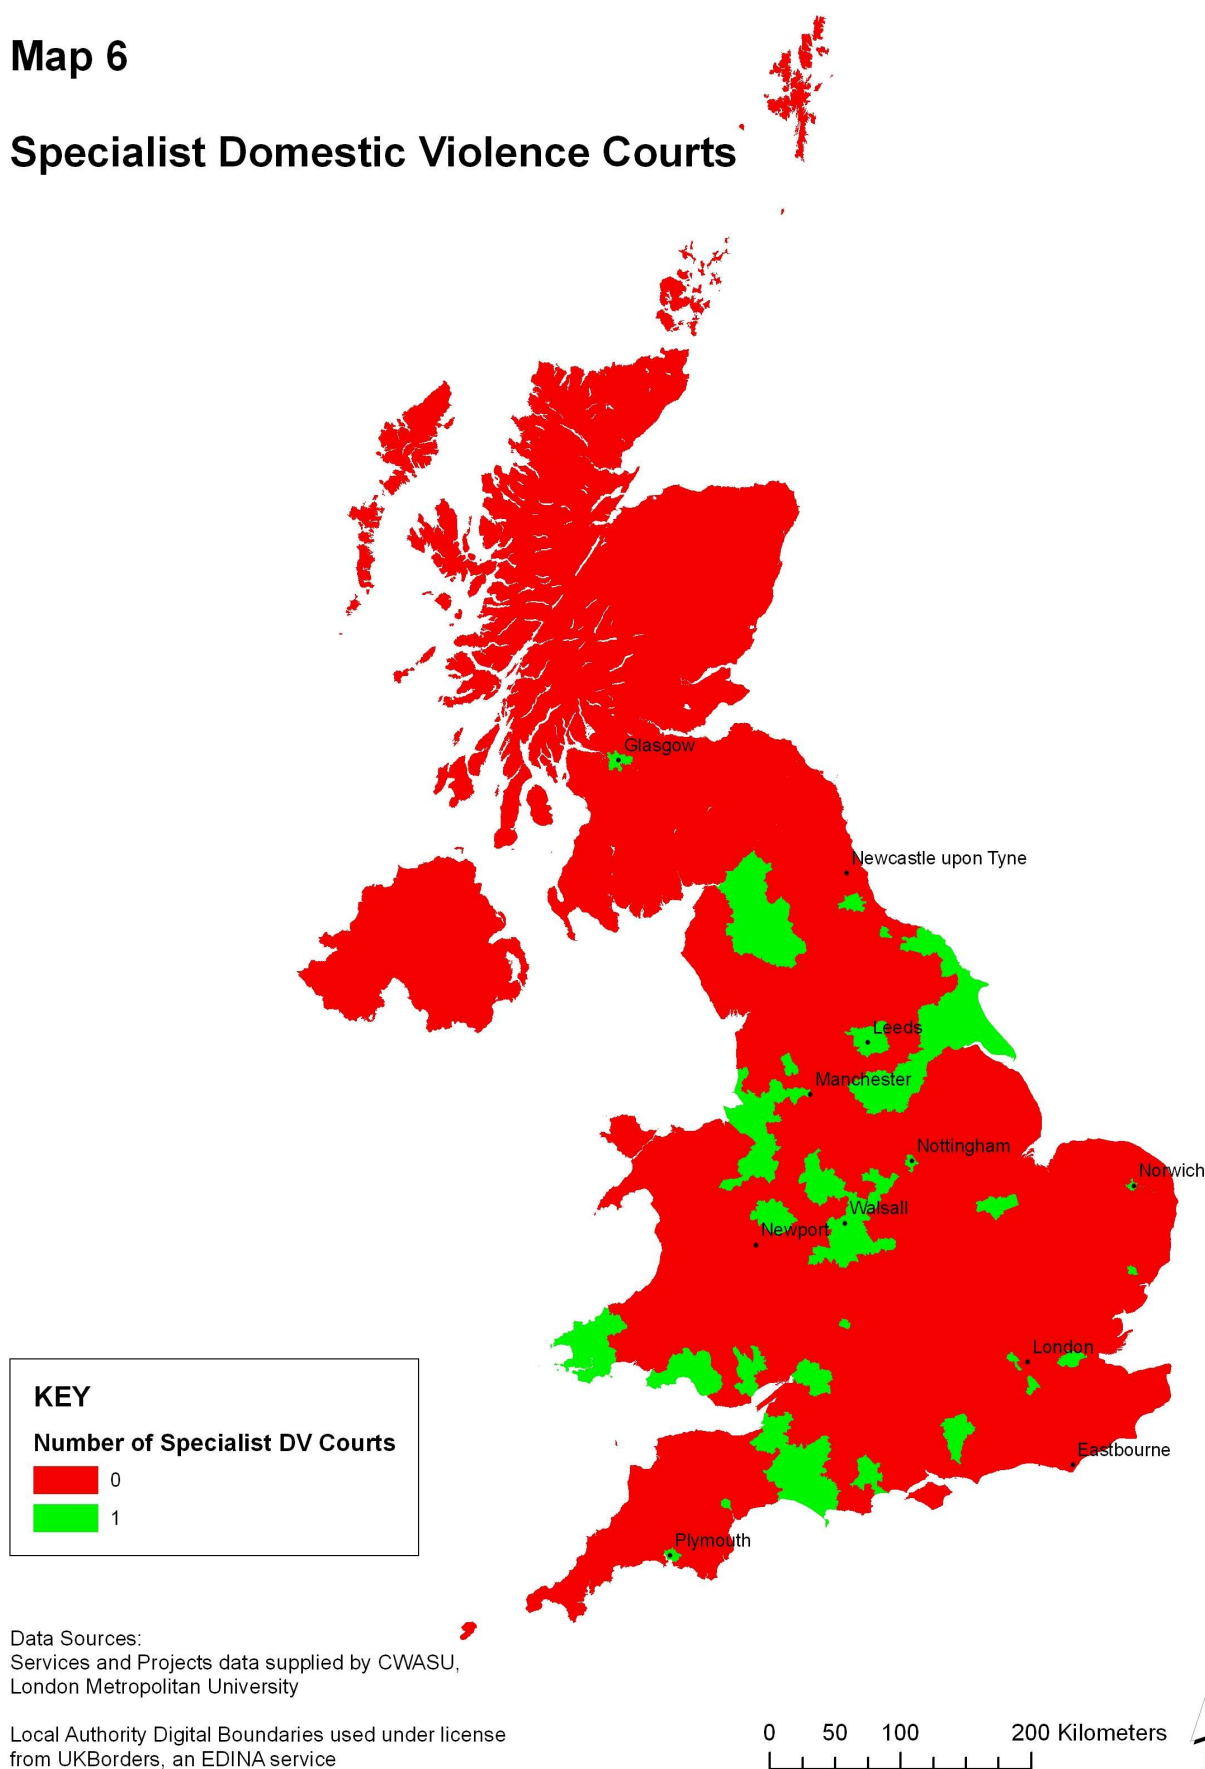 Map 6
Specialist Domestic Violence Courts
Glasgow
Newcastle upon Tyne
Leeds
Manchester
Nottingham
Norwich
Walsall
Newport
London
Eastbourne
Plymouth
KEY
Number of Specialist DV Courts
0
1
Data Sources:
Services and Projects data supplied by CWASU,
London Metropolitan University
Local Authority Digital Boundaries used under license
from UKBorders, an EDINA service
0 50 100 200 Kilometers